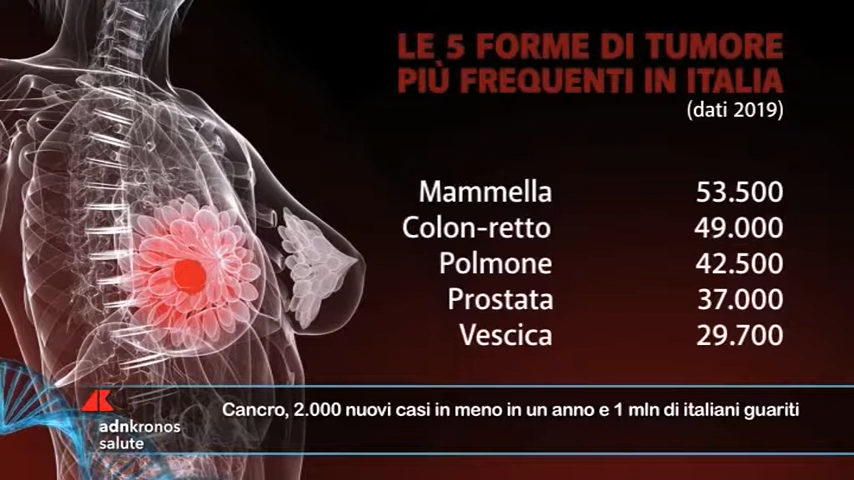 LE 5 FORME DI TUMORE
PIÙ FREQUENTI IN ITALIA
(dati 2019)
Mammella 53.500
Colon-retto 49.000
Polmone 42.500
Prostata 37.000
Vescica 29.700
Cancro, 2.000 nuovi casi in meno in un anno e 1 mln di italiani guariti
adnkronos
salute